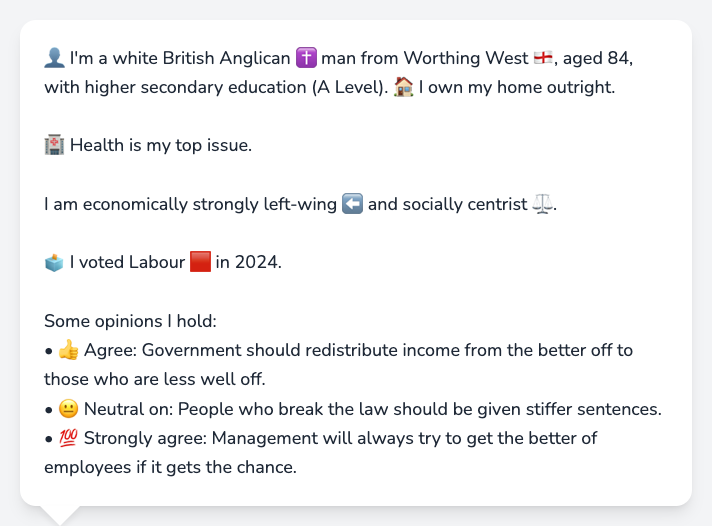 👤 I'm a white British Anglican ✝️ man from Worthing West 🏴󠁧󠁢󠁥󠁮󠁧󠁿, aged 84,
with higher secondary education (A Level). 🏠 I own my home outright.
🏥 Health is my top issue.
I am economically strongly left-wing ⬅️ and socially centrist ⚖️.
🗳️ I voted Labour 🟥 in 2024.
Some opinions I hold:
• 👍 Agree: Government should redistribute income from the better off to
those who are less well off.
• 😐 Neutral on: People who break the law should be given stiffer sentences.
• 💯 Strongly agree: Management will always try to get the better of
employees if it gets the chance.